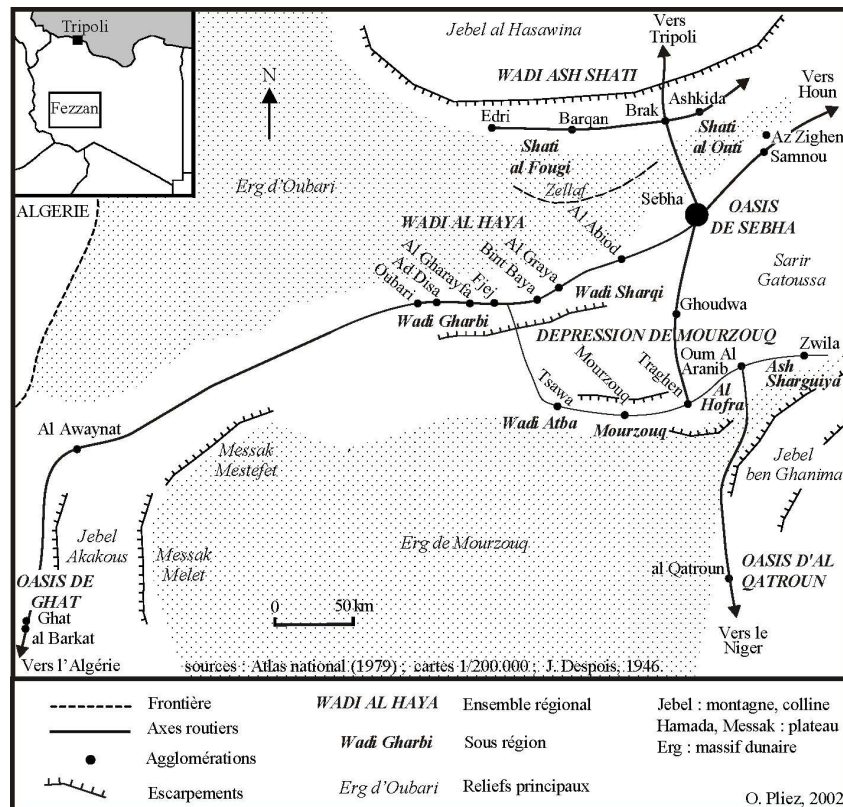 Tripoli
Fezzan
Jebel al Hasawina
Vers
Tripoli
WADI ASH SHATI
Vers
Houn
N
Edri
Barqan
Brak
Ashkida
Shati
al Fougi
Shati
al Outi
Az Zighen
Samnou
Erg d'Oubari
Zellaf
ALGERIE
WADI AL HAYA
Al Abiod
Sebha
OASIS
DE SEBHA
Oubari
Ad Disa
Al Gharayfa
Fjej
Bint Baya
Al Graya
Wadi Sharqi
Sarir
Gatoussa
Wadi Gharbi
Ghoudwa
DEPRESSION DE MOURZOUQ
Zwila
Oum Al
Aranib
Ash
Sharguiya
Tsawa
Mourzouq
Traghen
Al
Hofra
Wadi Atba
Mourzouq
Al Awaynat
Messak
Mestefet
Jebel
ben Ghanima
Jebel
Akakous
Messak
Melet
Erg de Mourzouq
OASIS DE
GHAT
Ghat
al Barkat
Vers l'Algérie
0 50 km
al Qatroun
OASIS D'AL
QATROUN
Vers le
Niger
sources : Atlas national (1979) ; cartes 1/200.000 ; J. Despois, 1946.
Frontière
Axes routiers
Agglomérations
Escarpements
WADI AL HAYA Ensemble régional
Wadi Gharbi Sous région
Erg d'Oubari Reliefs principaux
Jebel : montagne, colline
Hamada, Messak : plateau
Erg : massif dunaire
O. Pliez, 2002